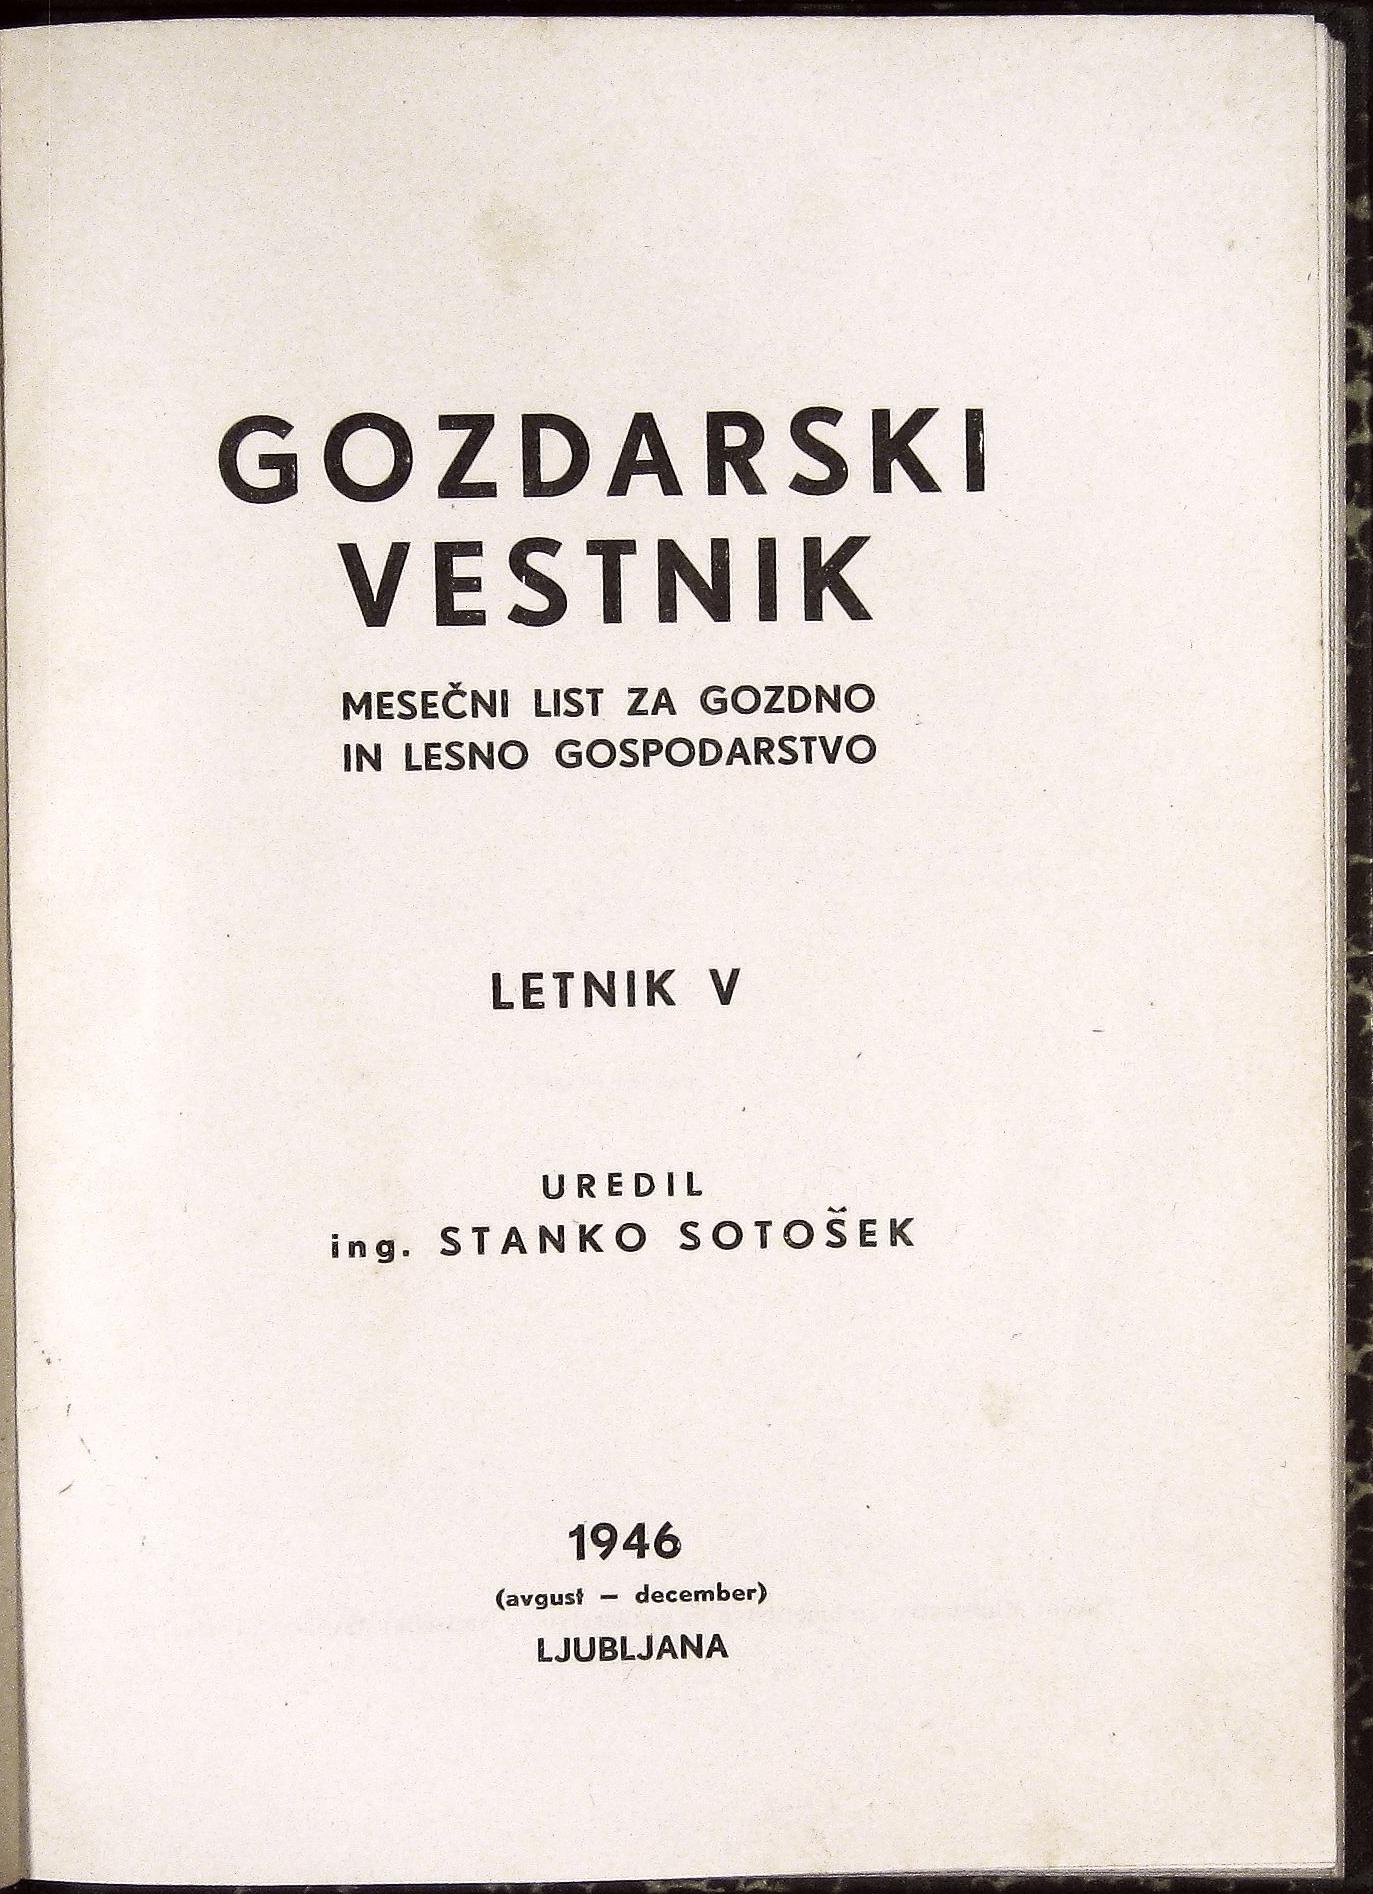 GOZDARSKI
VESTNIK
MESEČNI LIST ZA GOZDNO
IN LESNO GOSPODARSTVO
LETNIK V
UREDIL
ing. STANKO SOTOŠEK
1946
(avgust — december)
LJUBLJANA